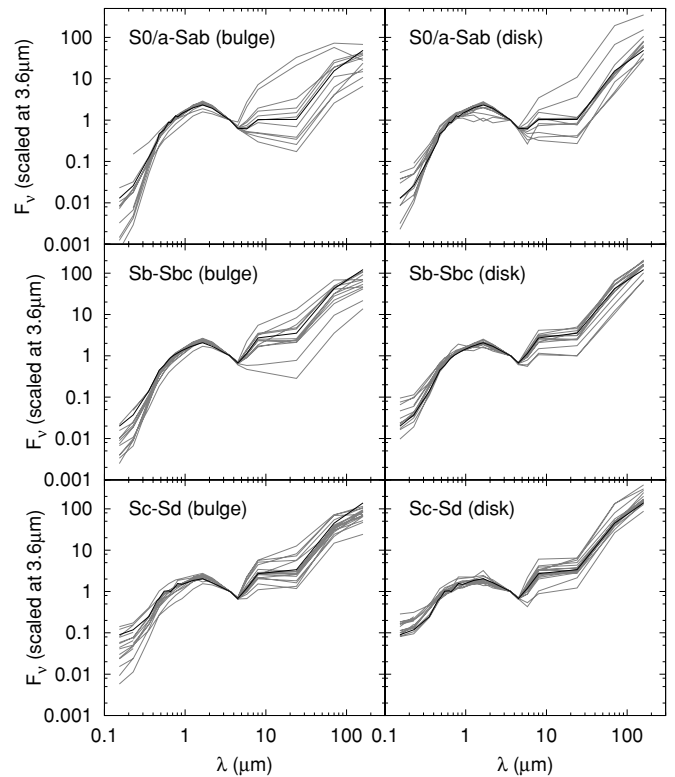 S0/a-Sab (bulge)
S0/a-Sab (disk)
Fν (scaled at 3.6μm)
100
10
1
0.1
0.01
0.001
Sb-Sbc (bulge)
Sb-Sbc (disk)
Fν (scaled at 3.6μm)
100
10
1
0.1
0.01
0.001
Sc-Sd (bulge)
Sc-Sd (disk)
Fν (scaled at 3.6μm)
100
10
1
0.1
0.01
0.001
0.1 1 10 100 1 10 100
λ (μm) λ (μm)